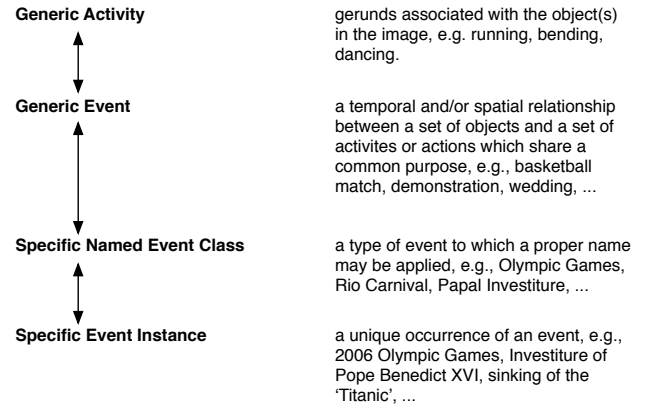 Generic Activity
gerunds associated with the object(s)
in the image, e.g. running, bending,
dancing.
Generic Event
a temporal and/or spatial relationship
between a set of objects and a set of
activites or actions which share a
common purpose, e.g., basketball
match, demonstration, wedding, ...
Specific Named Event Class
a type of event to which a proper name
may be applied, e.g., Olympic Games,
Rio Carnival, Papal Investiture, ...
Specific Event Instance
a unique occurrence of an event, e.g.,
2006 Olympic Games, Investiture of
Pope Benedict XVI, sinking of the
‘Titanic’, ...